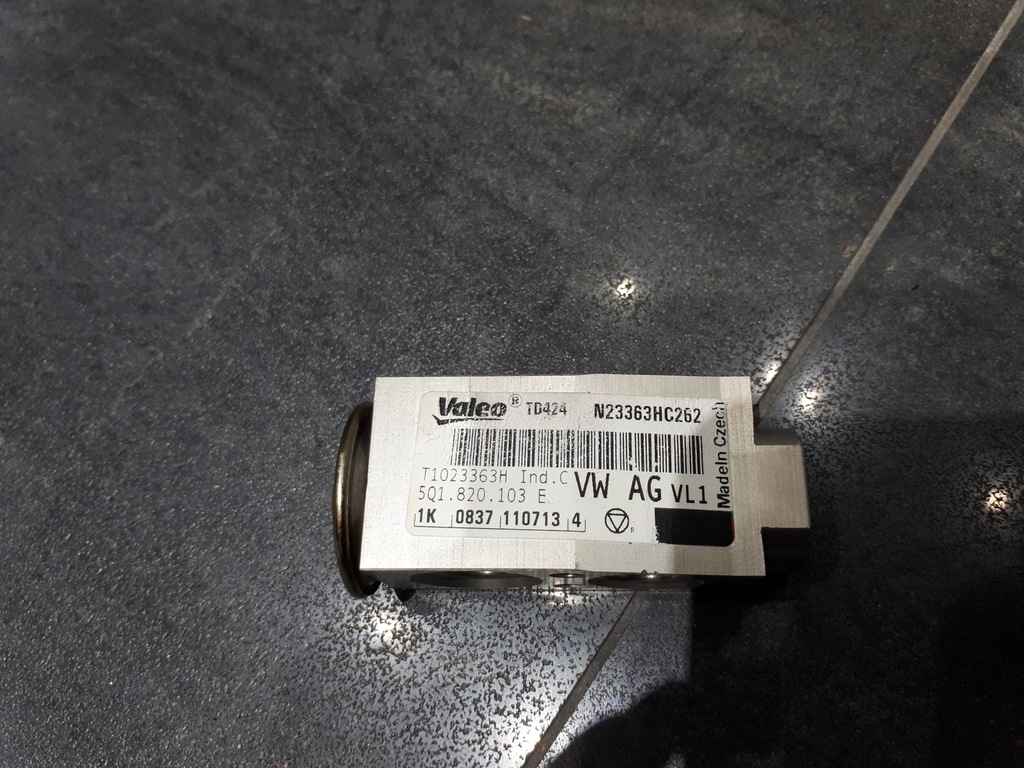 Valeo® TD424 N23363HC262
T1023363H Ind.C
5Q1.820.103 E
VW AG VL1
1K 0837 110713 4
R
MadeIn Czech